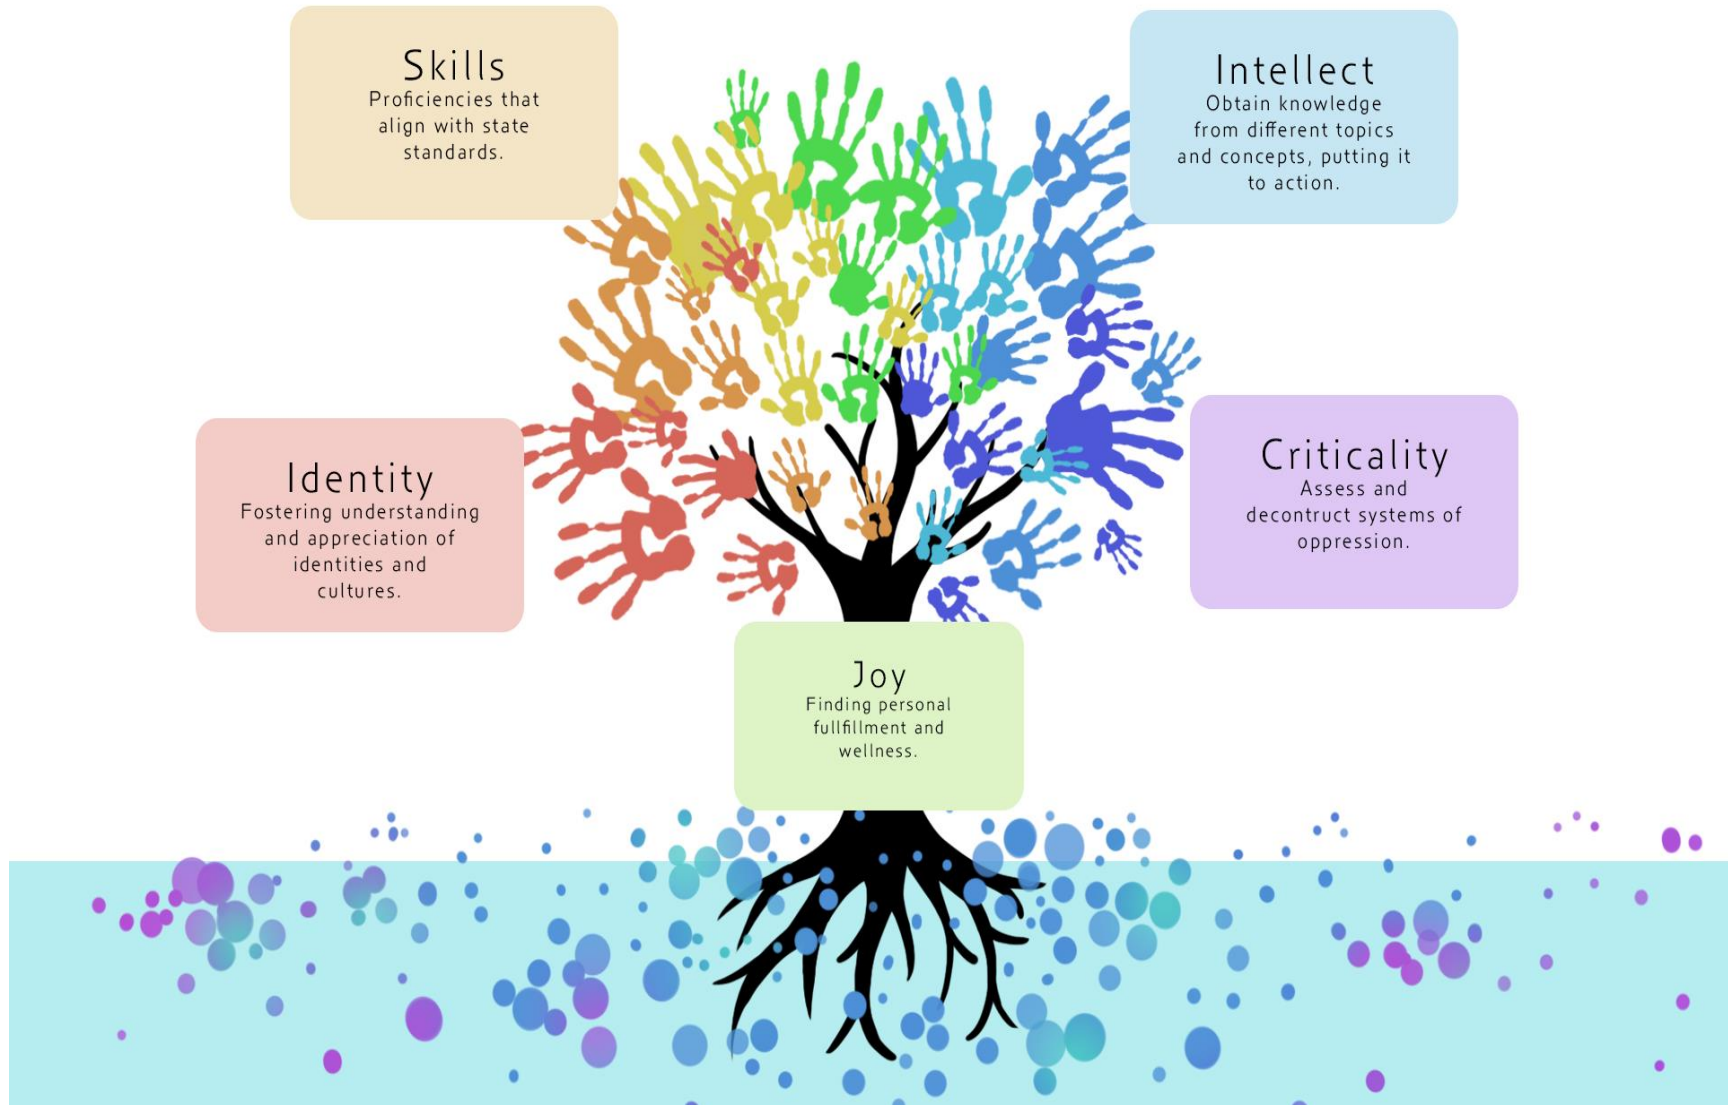 Skills
Proficiencies that
align with state
standards.
Intellect
Obtain knowledge
from different topics
and concepts, putting it
to action.
Identity
Fostering understanding
and appreciation of
identities and
cultures.
Criticality
Assess and
decontruct systems of
oppression.
Joy
Finding personal
fullfillment and
wellness.